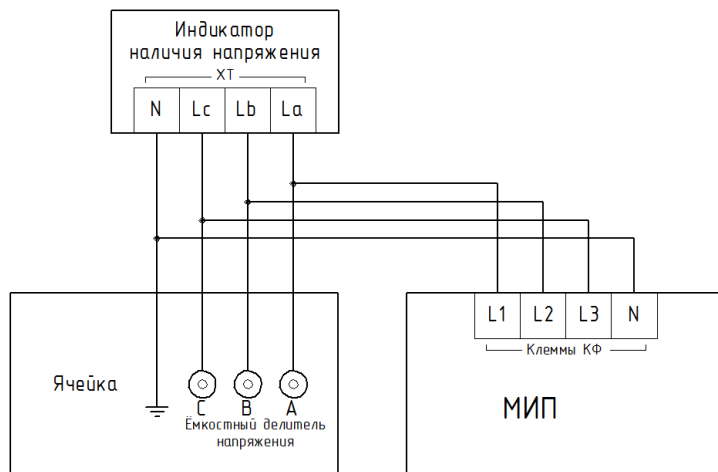 Индикатор
наличия напряжения
XT
N Lc Lb La
L1 L2 L3 N
Клеммы КФ
Ячейка
C B A
Ёмкостный делитель
напряжения
МИП